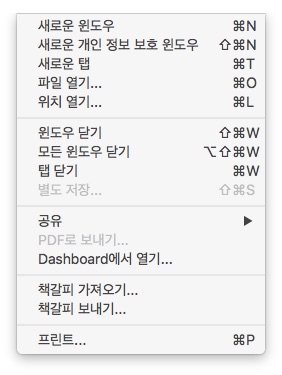 새로운 윈도우 ⌘N
새로운 개인 정보 보호 윈도우 ⇧⌘N
새로운 탭 ⌘T
파일 열기... ⌘O
위치 열기... ⌘L
윈도우 닫기 ⇧⌘W
모든 윈도우 닫기 ⌥⇧⌘W
탭 닫기 ⌘W
별도 저장... ⇧⌘S
공유 ▶
PDF로 보내기...
Dashboard에서 열기...
책갈피 가져오기...
책갈피 보내기...
프린트... ⌘P